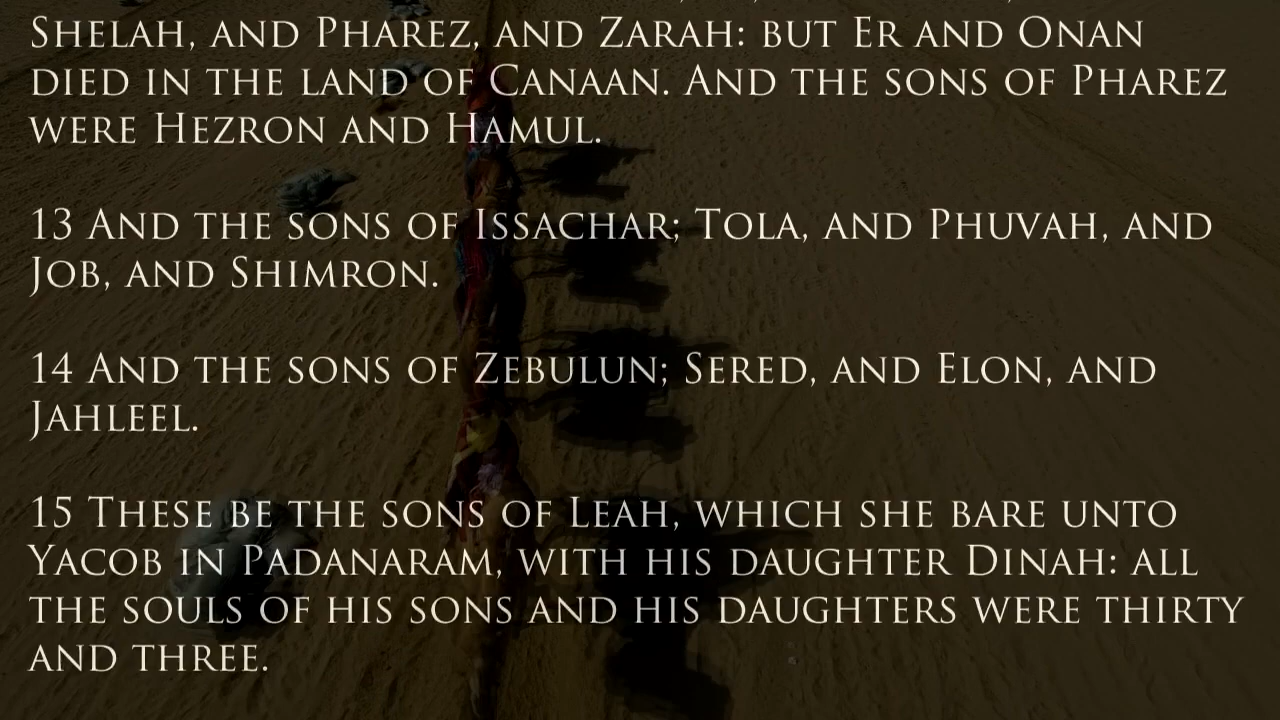 Shelah, and Pharez, and Zarah: but Er and Onan
died in the land of Canaan. And the sons of Pharez
were Hezron and Hamul.
13 And the sons of Issachar; Tola, and Phuvah, and
Job, and Shimron.
14 And the sons of Zebulun; Sered, and Elon, and
Jahleel.
15 These be the sons of Leah, which she bare unto
Yacob in Padanaram, with his daughter Dinah: all
the souls of his sons and his daughters were thirty
and three.